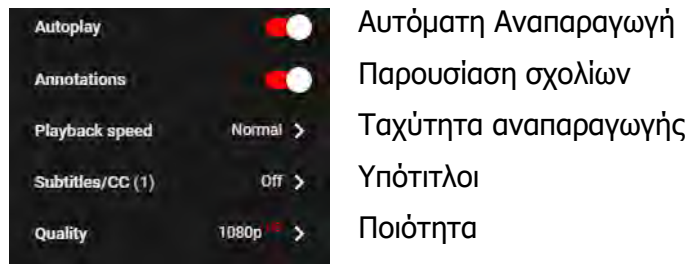 Autoplay Αυτόματη Αναπαραγωγή
Annotations Παρουσίαση σχολίων
Playback speed Normal > Ταχύτητα αναπαραγωγής
Subtitles/CC (1) Off > Υπότιτλοι
Quality 1080p > Ποιότητα